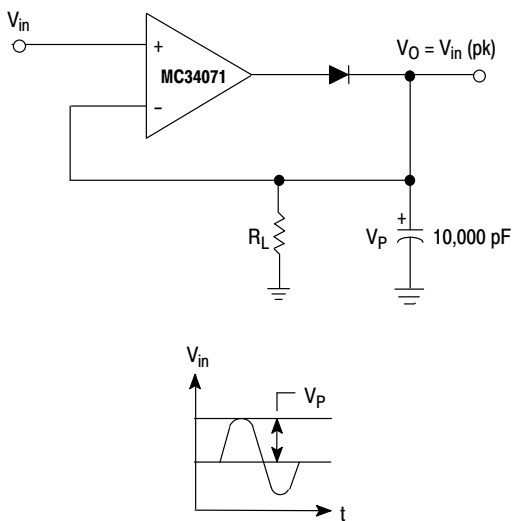 V_in
V_O = V_in (pk)
+
MC34071
−
R_L
+
V_P
10,000 pF
V_in
V_P
t